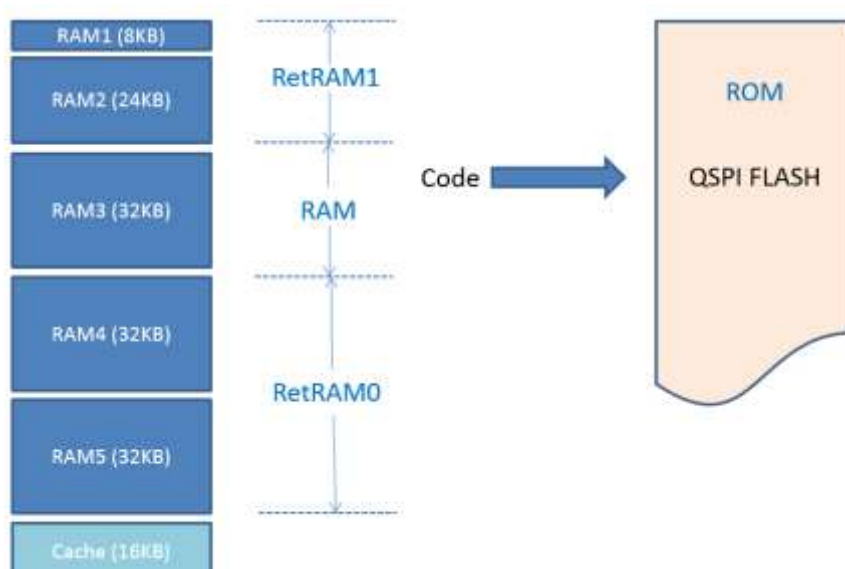 RAM1 (8KB)
RAM2 (24KB)
RAM3 (32KB)
RAM4 (32KB)
RAM5 (32KB)
Cache (16KB)
RetRAM1
RAM
RetRAM0
Code
ROM
QSPI FLASH